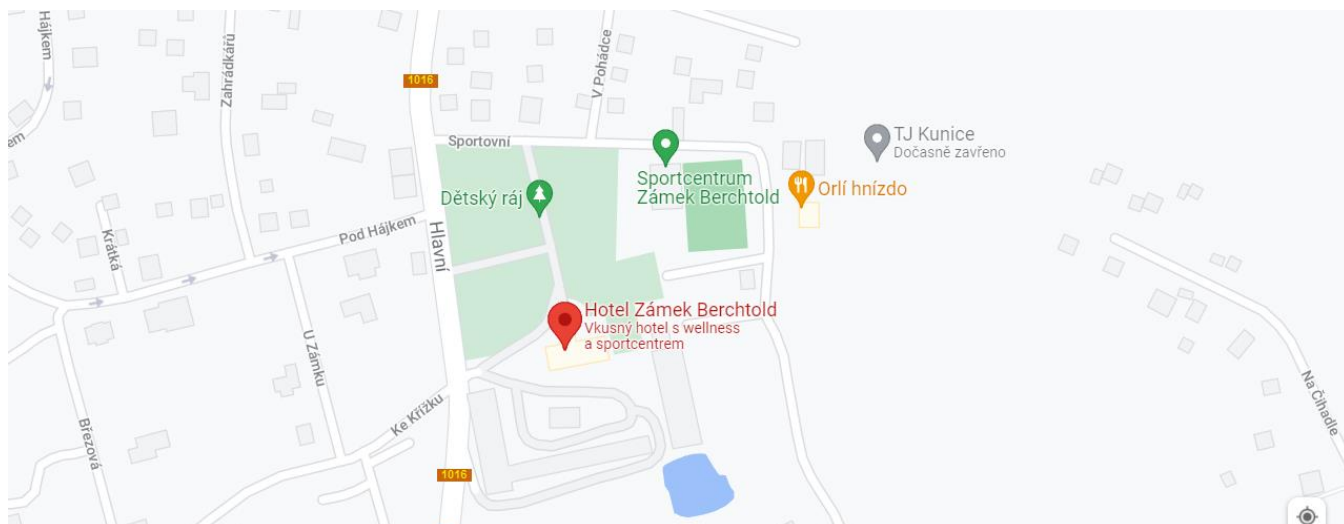 Hájkem
Zahrádkářů
1016
V Pohádce
Sportovní
TJ Kunice
Dočasně zavřeno
Sportcentrum
Zámek Berchtold
Orlí hnízdo
Dětský ráj
Krátká
Pod Hájkem
Hlavní
Hotel Zámek Berchtold
Vkusný hotel s wellness
a sportcentrem
U Zámku
Ke Křížku
Březová
Na Číhadle
1016